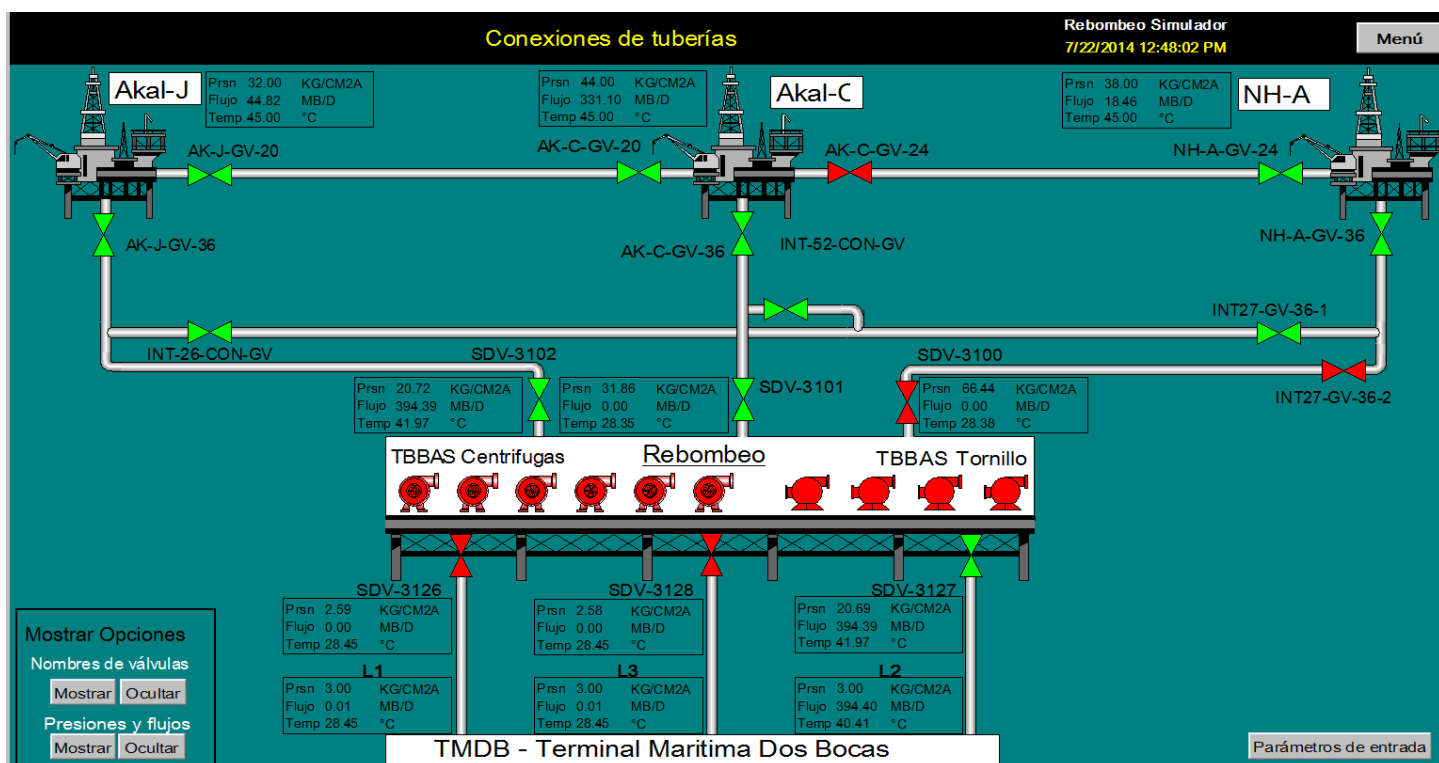 Conexiones de tuberías
Rebombeo Simulador
7/22/2014 12:48:02 PM
Menú
Akal-J
Prsn 32.00 KG/CM2A
Flujo 44.82 MB/D
Temp 45.00 °C
Prsn 44.00 KG/CM2A
Flujo 331.10 MB/D
Temp 45.00 °C
Akal-C
Prsn 38.00 KG/CM2A
Flujo 18.46 MB/D
Temp 45.00 °C
NH-A
AK-J-GV-20
AK-C-GV-20
AK-C-GV-24
NH-A-GV-24
AK-J-GV-36
AK-C-GV-36
INT-52-CON-GV
NH-A-GV-36
INT27-GV-36-1
INT-26-CON-GV
SDV-3102
SDV-3100
INT27-GV-36-2
Prsn 20.72 KG/CM2A
Flujo 394.39 MB/D
Temp 41.97 °C
Prsn 31.86 KG/CM2A
Flujo 0.00 MB/D
Temp 28.35 °C
SDV-3101
Prsn 66.44 KG/CM2A
Flujo 0.00 MB/D
Temp 28.38 °C
TBBAS Centrifugas
Rebombeo
TBBAS Tornillo
SDV-3126
SDV-3128
SDV-3127
Prsn 2.59 KG/CM2A
Flujo 0.00 MB/D
Temp 28.45 °C
Prsn 2.58 KG/CM2A
Flujo 0.00 MB/D
Temp 28.45 °C
Prsn 20.69 KG/CM2A
Flujo 394.39 MB/D
Temp 41.97 °C
L1
L3
L2
Prsn 3.00 KG/CM2A
Flujo 0.01 MB/D
Temp 28.45 °C
Prsn 3.00 KG/CM2A
Flujo 0.01 MB/D
Temp 28.45 °C
Prsn 3.00 KG/CM2A
Flujo 394.40 MB/D
Temp 40.41 °C
TMDB - Terminal Maritima Dos Bocas
Mostrar Opciones
Nombres de válvulas
Mostrar Ocultar
Presiones y flujos
Mostrar Ocultar
Parámetros de entrada